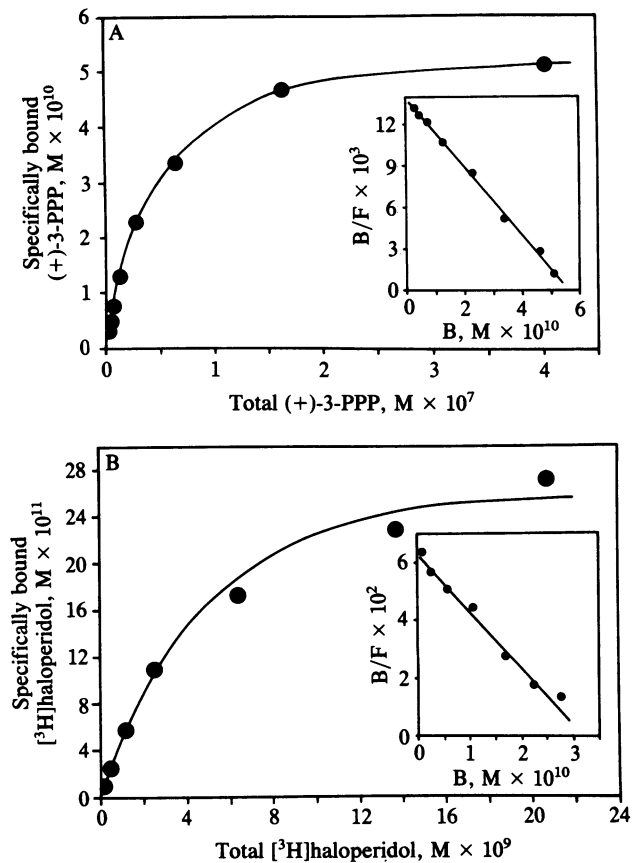 A
6
5
4
3
2
1
0
Specifically bound
(+)-3-PPP, M × 10¹⁰
0 1 2 3 4
Total (+)-3-PPP, M × 10⁷
12
9
6
3
0
B/F × 10³
0 2 4 6
B, M × 10¹⁰
B
28
24
20
16
12
8
4
0
Specifically bound
[³H]haloperidol, M × 10¹¹
0 4 8 12 16 20 24
Total [³H]haloperidol, M × 10⁹
6
4
2
0
B/F × 10²
0 1 2 3
B, M × 10¹⁰